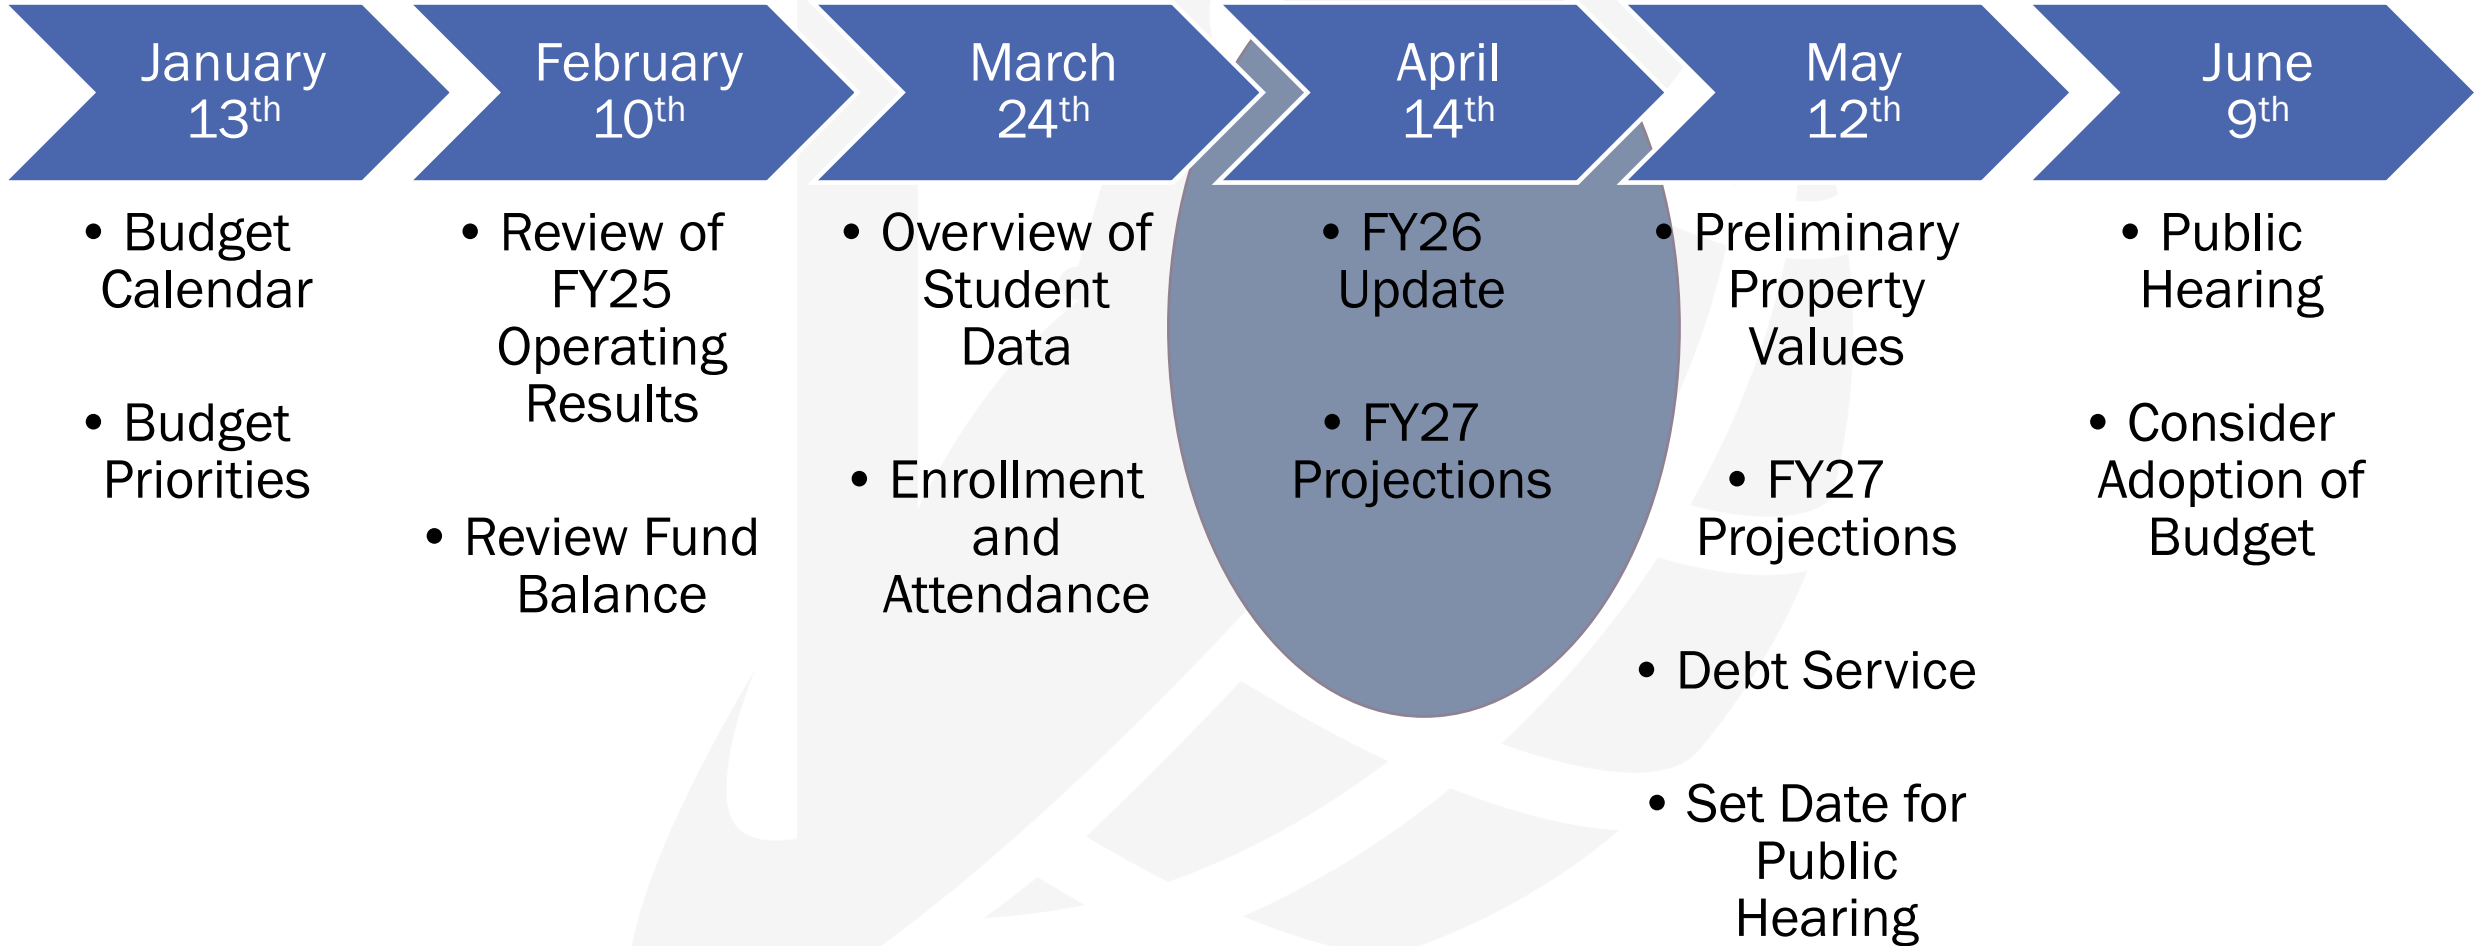 January
13th
• Budget
Calendar
• Budget
Priorities
February
10th
• Review of
FY25
Operating
Results
• Review Fund
Balance
March
24th
• Overview of
Student
Data
• Enrollment
and
Attendance
April
14th
• FY26
Update
• FY27
Projections
May
12th
• Preliminary
Property
Values
• FY27
Projections
• Debt Service
• Set Date for
Public
Hearing
June
9th
• Public
Hearing
• Consider
Adoption of
Budget